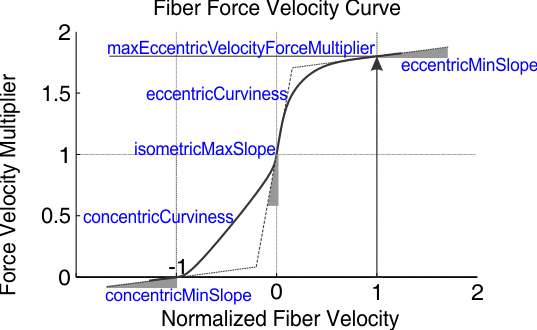 Fiber Force Velocity Curve
2
maxEccentricVelocityForceMultiplier
eccentricMinSlope
1.5
eccentricCurviness
isometricMaxSlope
1
Force Velocity Multiplier
0.5
concentricCurviness
-1
0
concentricMinSlope
0
1
2
Normalized Fiber Velocity